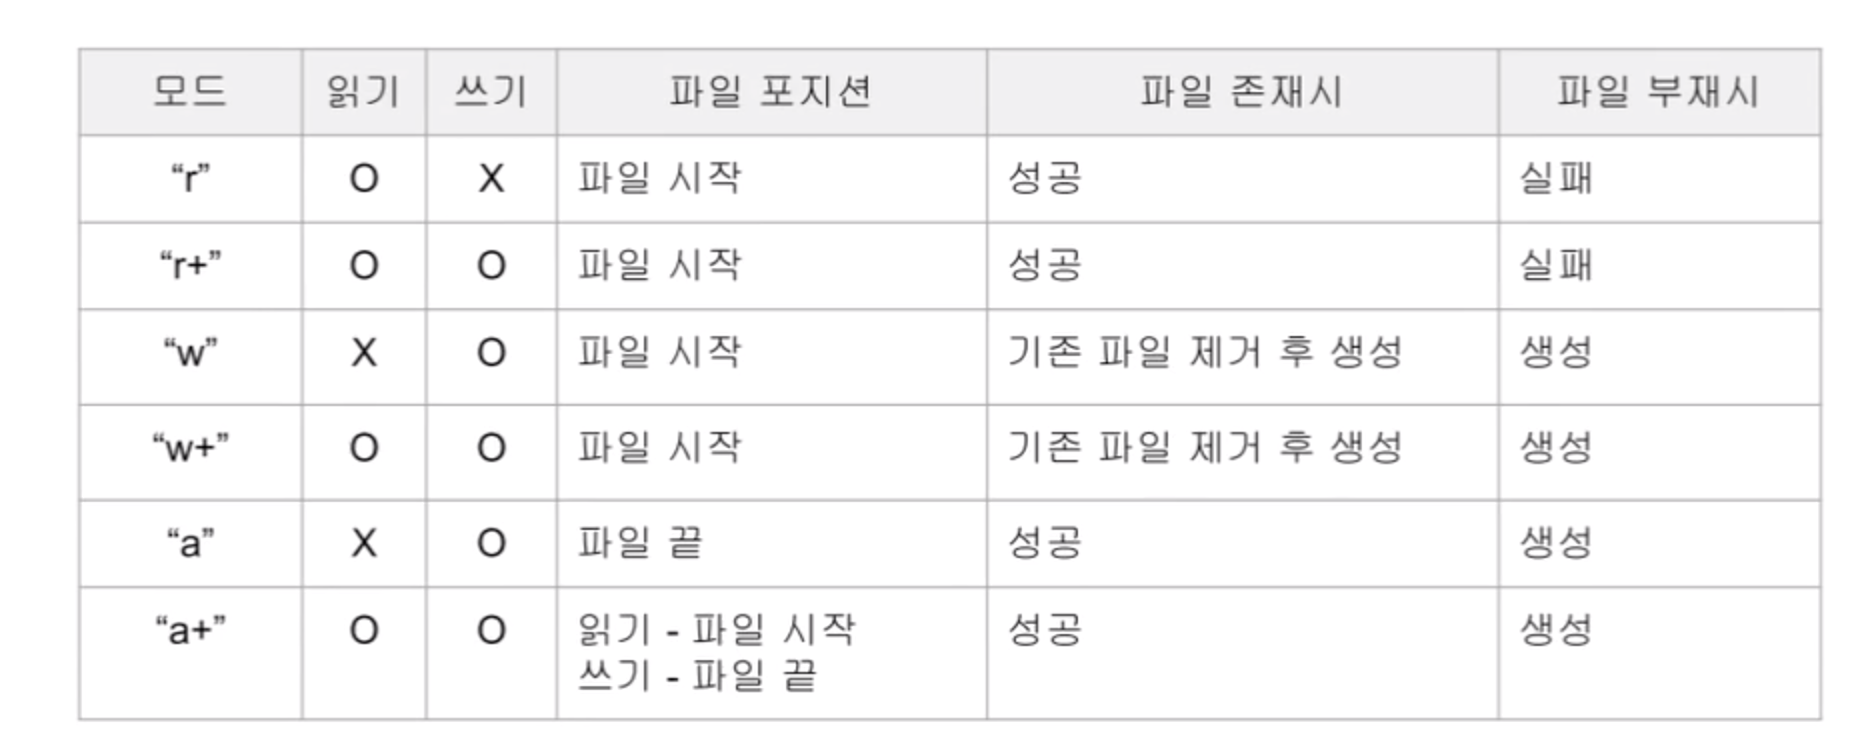 모드 읽기 쓰기 파일 포지션 파일 존재시 파일 부재시
“r” O X 파일 시작 성공 실패
“r+” O O 파일 시작 성공 실패
“w” X O 파일 시작 기존 파일 제거 후 생성 생성
“w+” O O 파일 시작 기존 파일 제거 후 생성 생성
“a” X O 파일 끝 성공 생성
“a+” O O 읽기 - 파일 시작 성공 생성
쓰기 - 파일 끝